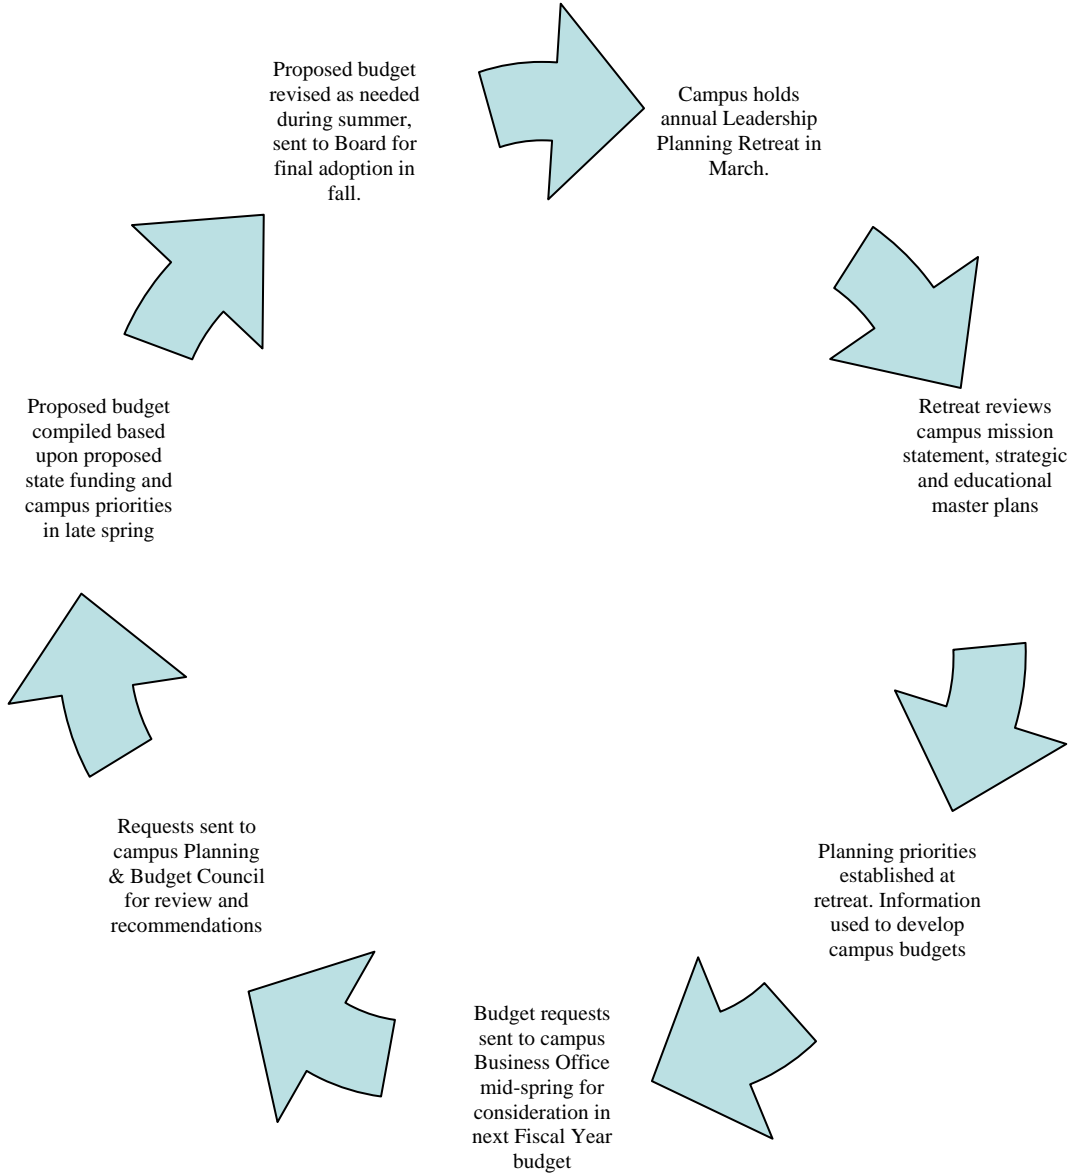 Proposed budget
revised as needed
during summer,
sent to Board for
final adoption in
fall.
Campus holds
annual Leadership
Planning Retreat in
March.
Retreat reviews
campus mission
statement, strategic
and educational
master plans
Planning priorities
established at
retreat. Information
used to develop
campus budgets
Budget requests
sent to campus
Business Office
mid-spring for
consideration in
next Fiscal Year
budget
Requests sent to
campus Planning
& Budget Council
for review and
recommendations
Proposed budget
compiled based
upon proposed
state funding and
campus priorities
in late spring